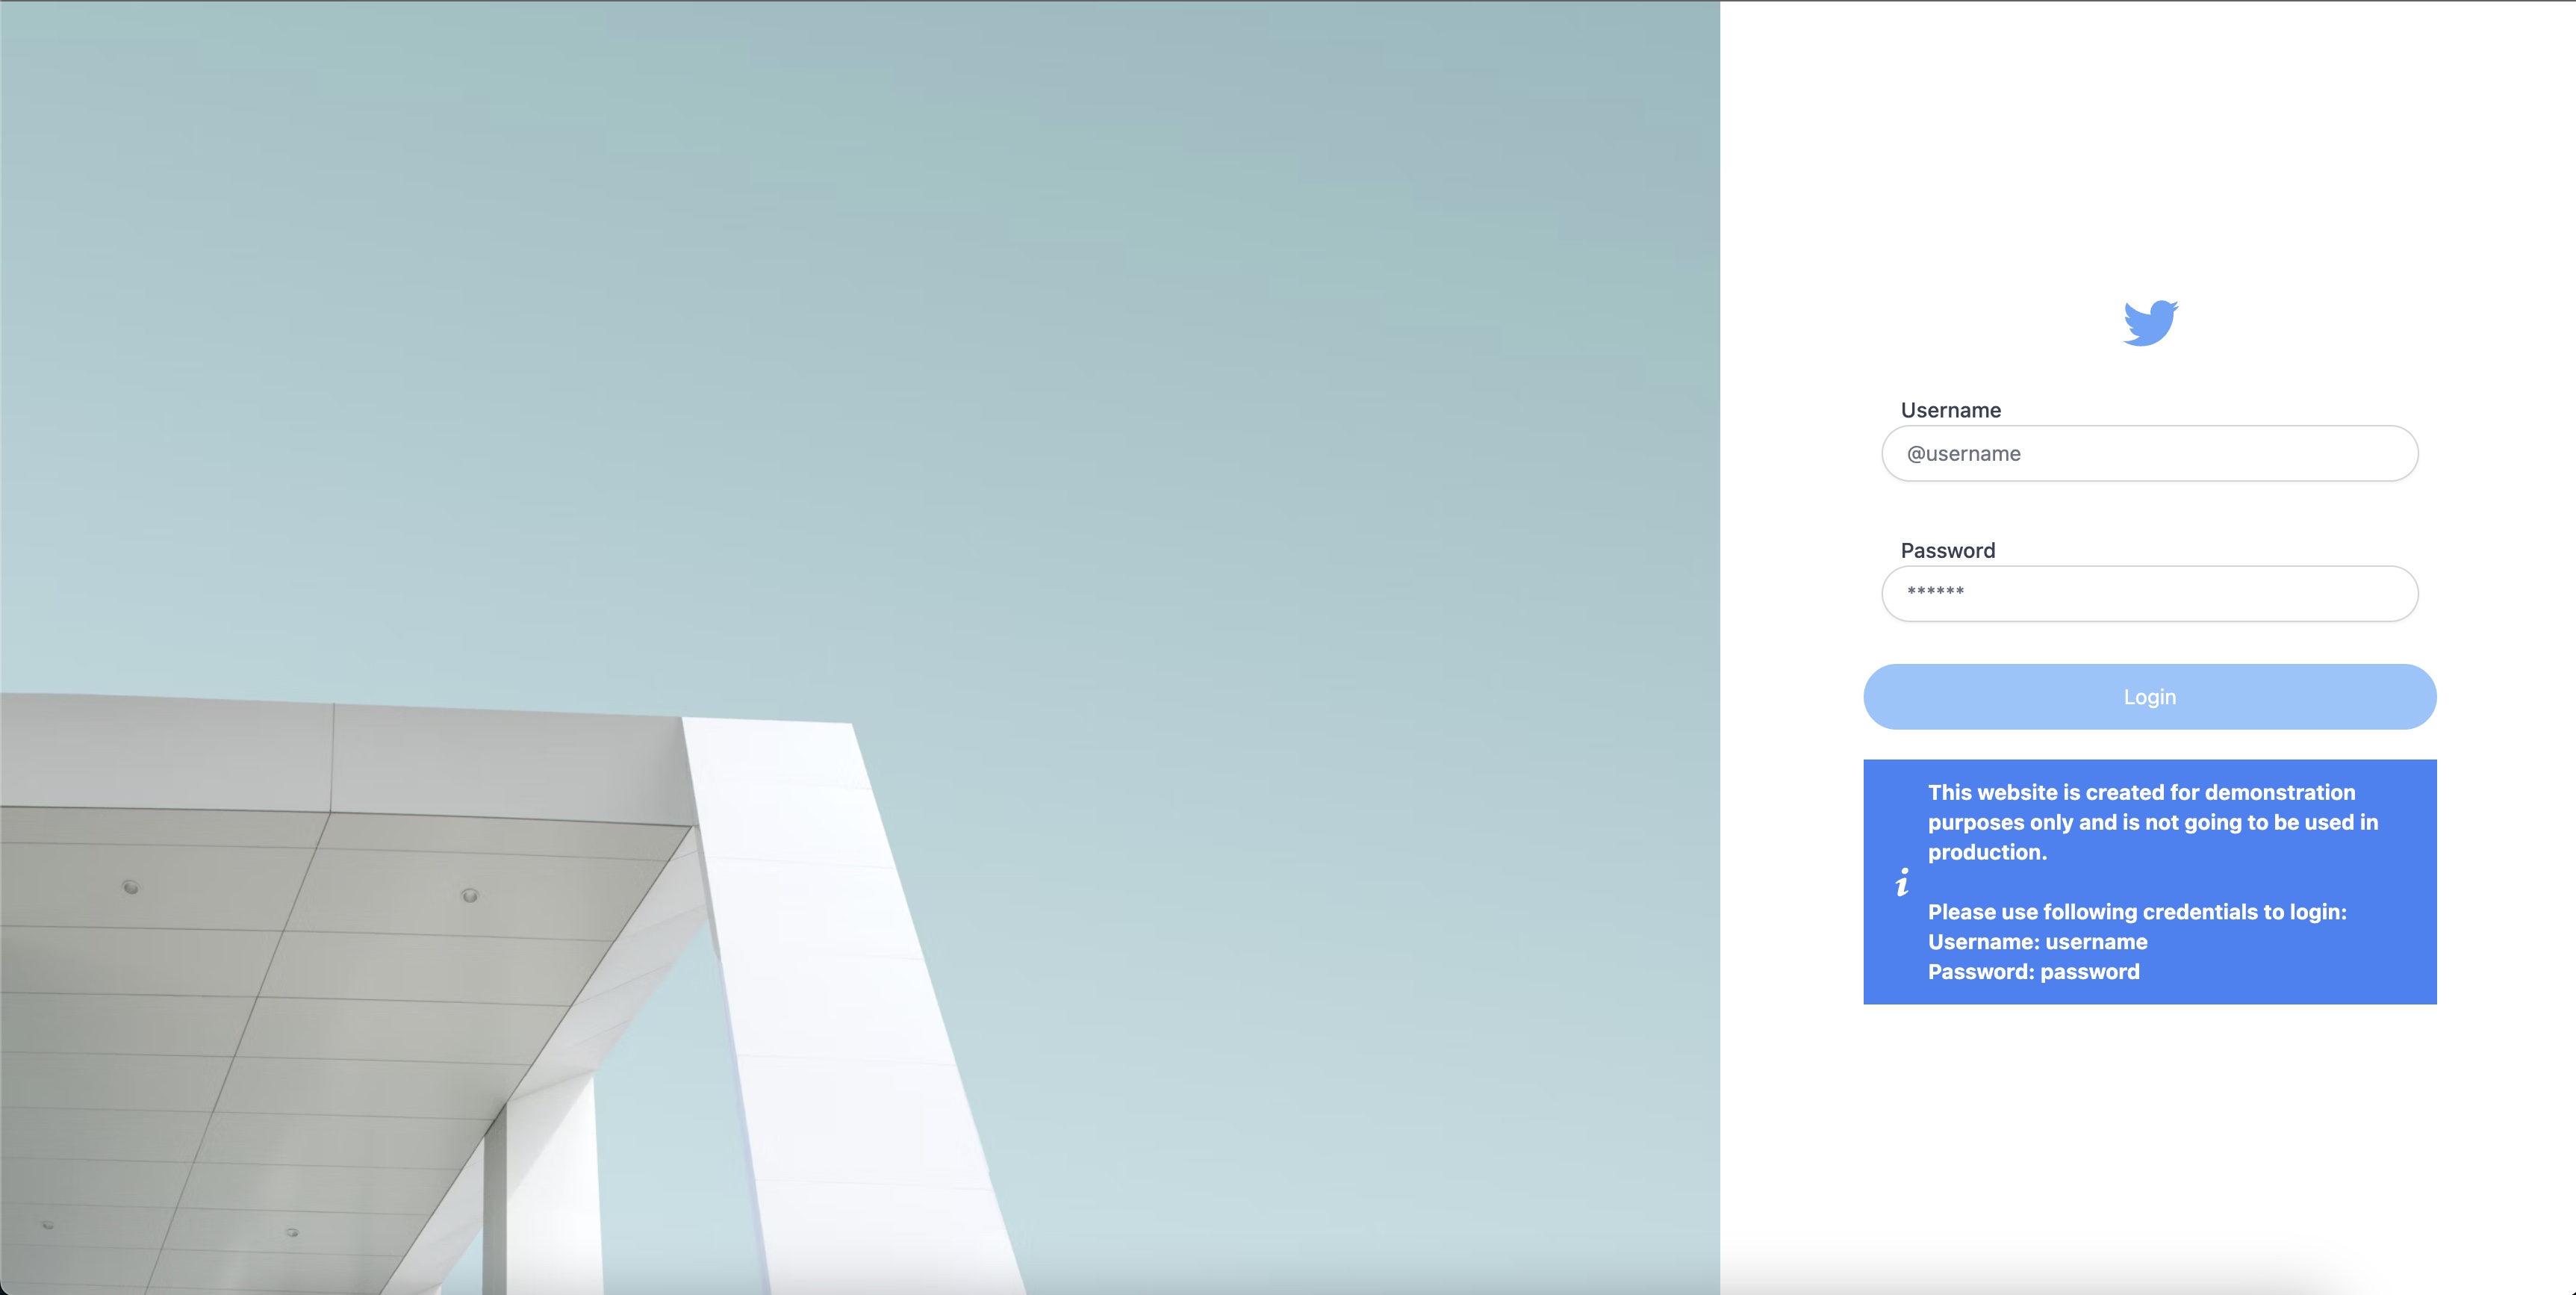 Username
@username
Password
******
Login
This website is created for demonstration
purposes only and is not going to be used in
production.
Please use following credentials to login:
Username: username
Password: password